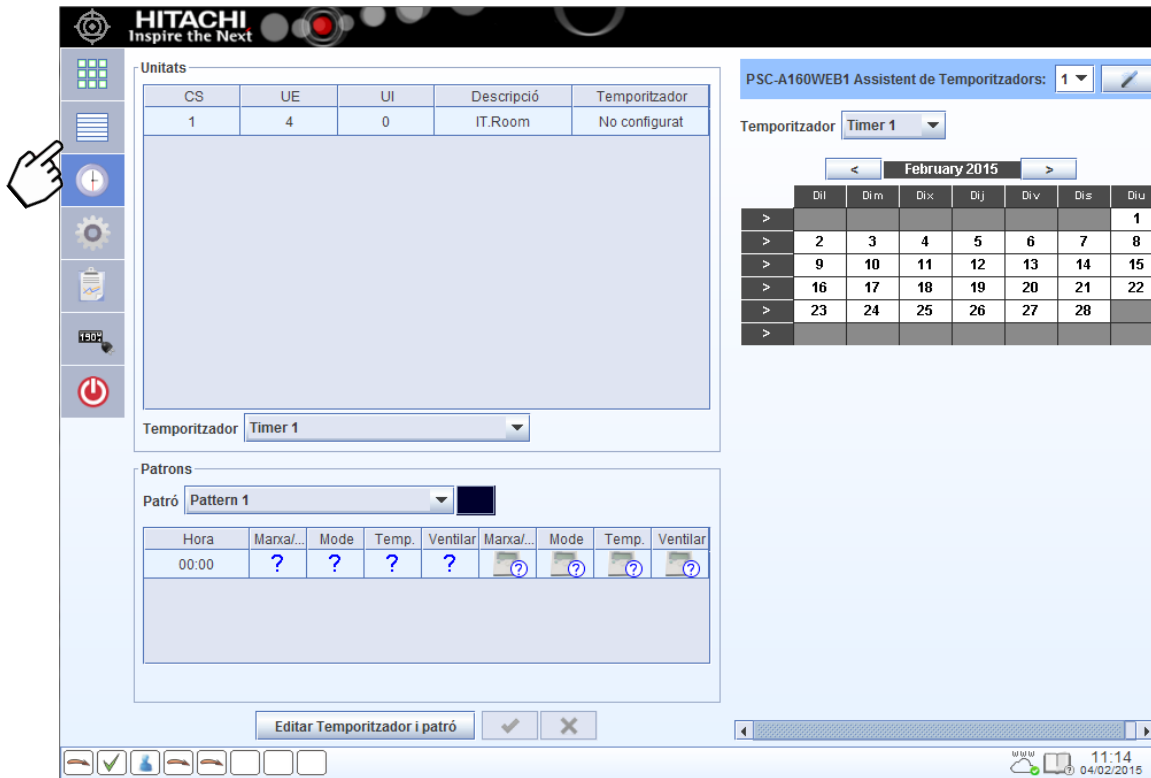 HITACHI
Inspire the Next
Unitats
CS UE UI Descripció Temporitzador
1 4 0 IT.Room No configurat
Temporitzador Timer 1
Patrons
Patró Pattern 1
Hora Marxa/... Mode Temp. Ventilar Marxa/... Mode Temp. Ventilar
00:00 ? ? ? ? ? ? ? ?
Editar Temporitzador i patró
PSC-A160WEB1 Assistent de Temporitzadors: 1
Temporitzador Timer 1
< February 2015 >
Dil Dim Dix Dij Div Dis Diu
> 1
> 2 3 4 5 6 7 8
> 9 10 11 12 13 14 15
> 16 17 18 19 20 21 22
> 23 24 25 26 27 28
>
www
?
11:14
04/02/2015